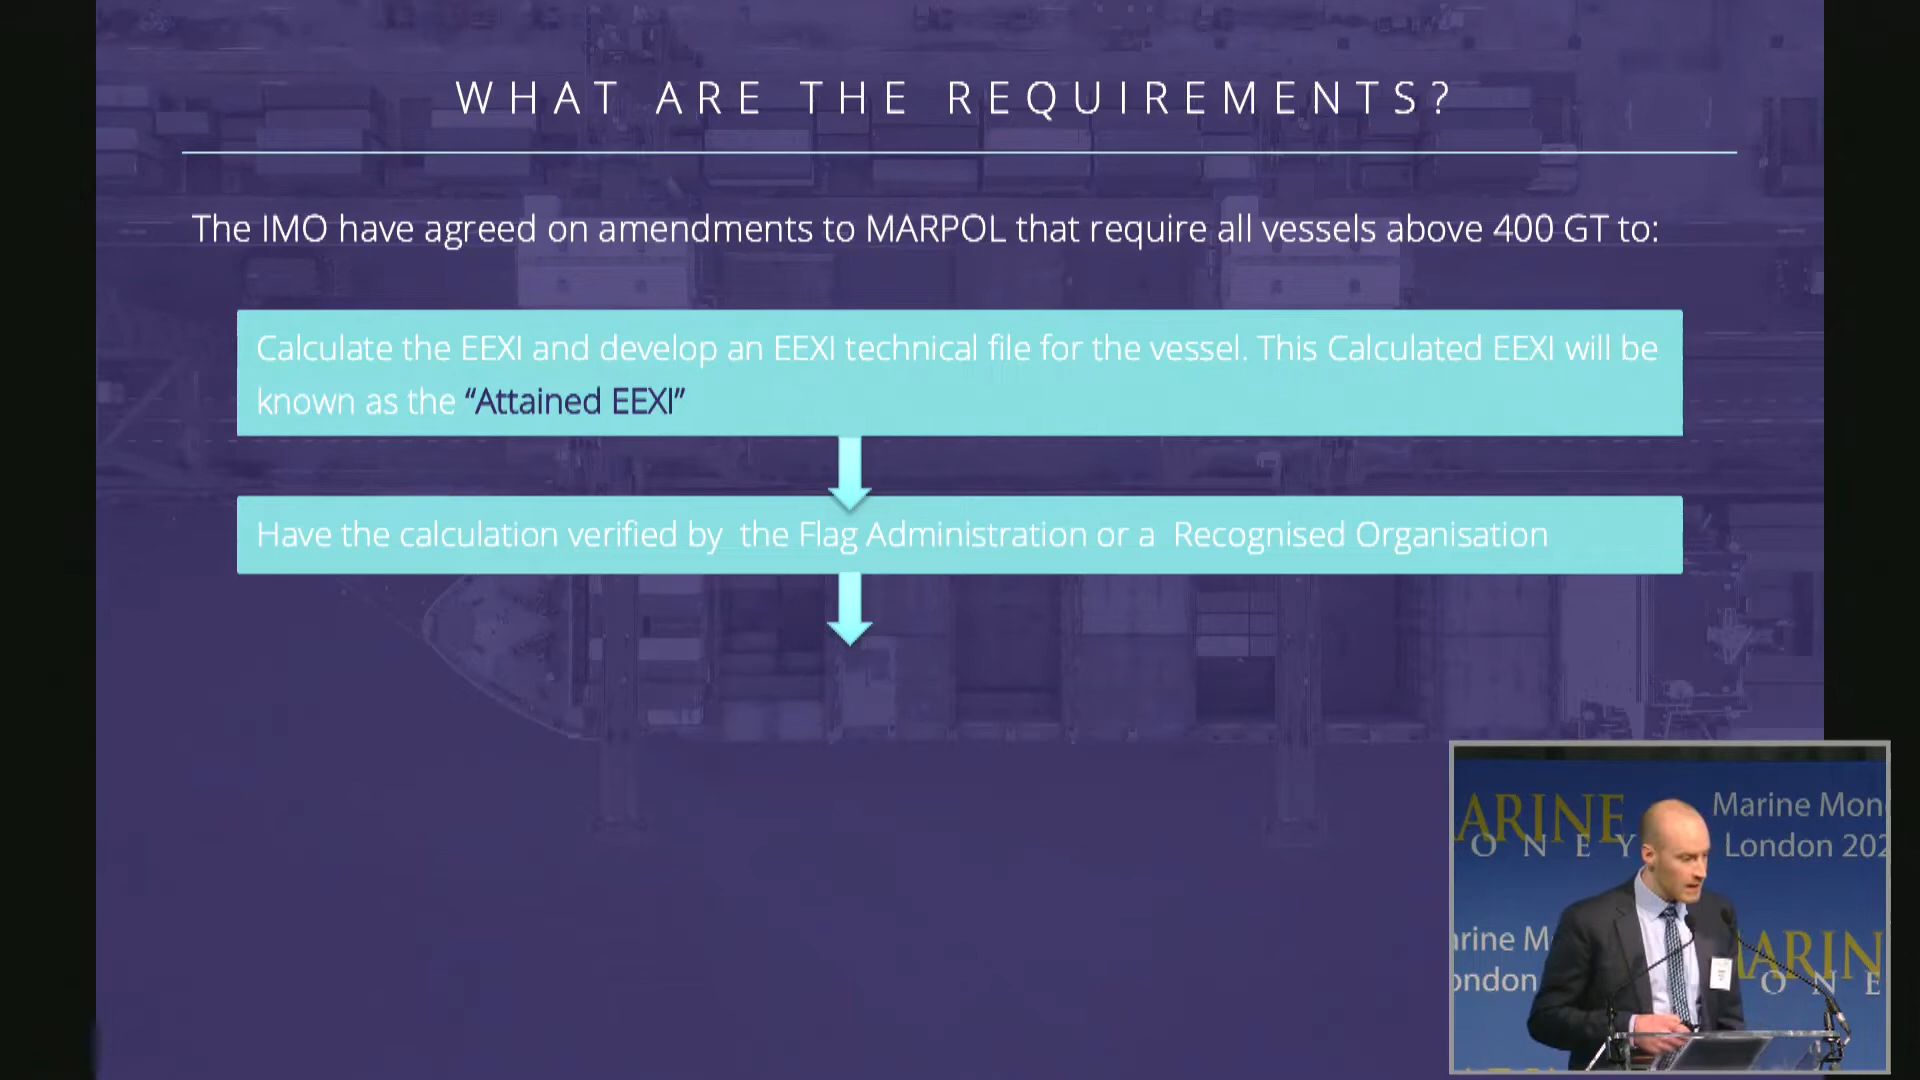 WHAT ARE THE REQUIREMENTS?
The IMO have agreed on amendments to MARPOL that require all vessels above 400 GT to:
Calculate the EEXI and develop an EEXI technical file for the vessel. This Calculated EEXI will be
known as the “Attained EEXI”
Have the calculation verified by the Flag Administration or a Recognised Organisation
ARINE
ONEY
Marine Mon
London 202
rine M
ondon
ARIN
ONE